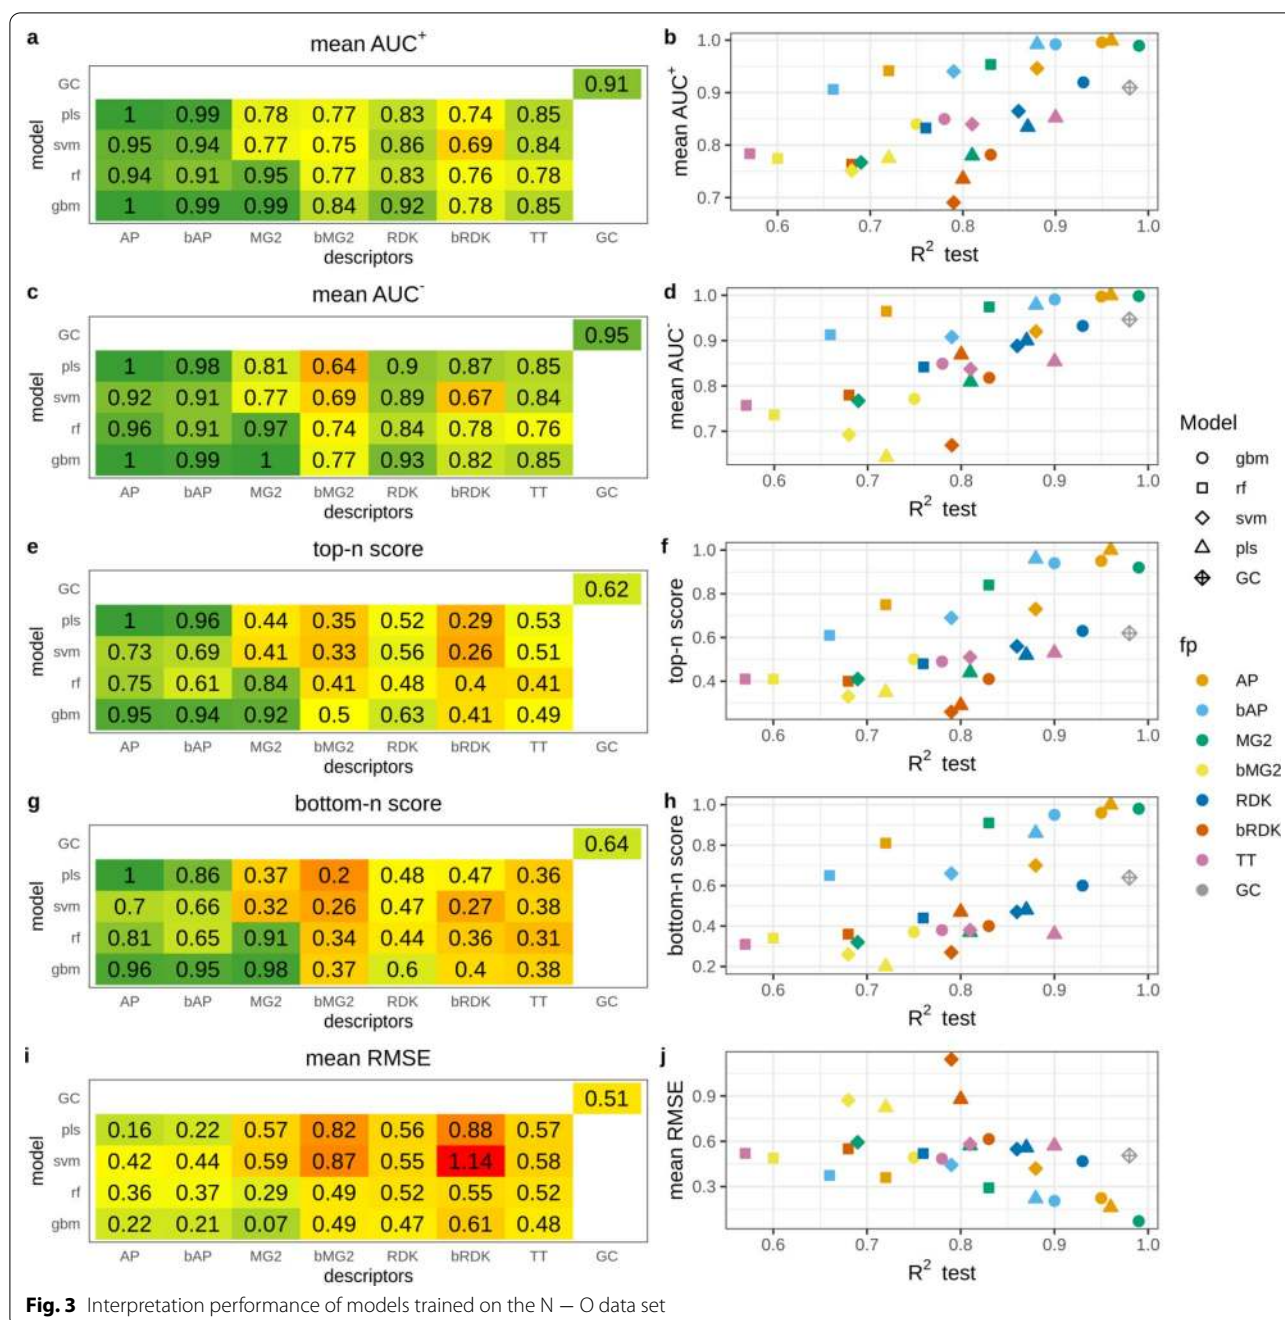 a
mean AUC+
GC 0.91
pls 1 0.99 0.78 0.77 0.83 0.74 0.85
svm 0.95 0.94 0.77 0.75 0.86 0.69 0.84
rf 0.94 0.91 0.95 0.77 0.83 0.76 0.78
gbm 1 0.99 0.99 0.84 0.92 0.78 0.85
model
AP bAP MG2 bMG2 RDK bRDK TT GC
descriptors
b
mean AUC+
1.0
0.9
0.8
0.7
0.6 0.7 0.8 0.9 1.0
R² test
c
mean AUC-
GC 0.95
pls 1 0.98 0.81 0.64 0.9 0.87 0.85
svm 0.92 0.91 0.77 0.69 0.89 0.67 0.84
rf 0.96 0.91 0.97 0.74 0.84 0.78 0.76
gbm 1 0.99 1 0.77 0.93 0.82 0.85
model
AP bAP MG2 bMG2 RDK bRDK TT GC
descriptors
d
mean AUC-
1.0
0.9
0.8
0.7
0.6 0.7 0.8 0.9 1.0
R² test
e
top-n score
GC 0.62
pls 1 0.96 0.44 0.35 0.52 0.29 0.53
svm 0.73 0.69 0.41 0.33 0.56 0.26 0.51
rf 0.75 0.61 0.84 0.41 0.48 0.4 0.41
gbm 0.95 0.94 0.92 0.5 0.63 0.41 0.49
model
AP bAP MG2 bMG2 RDK bRDK TT GC
descriptors
f
top-n score
1.0
0.8
0.6
0.4
0.6 0.7 0.8 0.9 1.0
R² test
g
bottom-n score
GC 0.64
pls 1 0.86 0.37 0.2 0.48 0.47 0.36
svm 0.7 0.66 0.32 0.26 0.47 0.27 0.38
rf 0.81 0.65 0.91 0.34 0.44 0.36 0.31
gbm 0.96 0.95 0.98 0.37 0.6 0.4 0.38
model
AP bAP MG2 bMG2 RDK bRDK TT GC
descriptors
h
bottom-n score
1.0
0.8
0.6
0.4
0.2
0.6 0.7 0.8 0.9 1.0
R² test
i
mean RMSE
GC 0.51
pls 0.16 0.22 0.57 0.82 0.56 0.88 0.57
svm 0.42 0.44 0.59 0.87 0.55 1.14 0.58
rf 0.36 0.37 0.29 0.49 0.52 0.55 0.52
gbm 0.22 0.21 0.07 0.49 0.47 0.61 0.48
model
AP bAP MG2 bMG2 RDK bRDK TT GC
descriptors
j
mean RMSE
0.9
0.6
0.3
0.6 0.7 0.8 0.9 1.0
R² test
Model
gbm
rf
svm
pls
GC
fp
AP
bAP
MG2
bMG2
RDK
bRDK
TT
GC
Fig. 3 Interpretation performance of models trained on the N − O data set